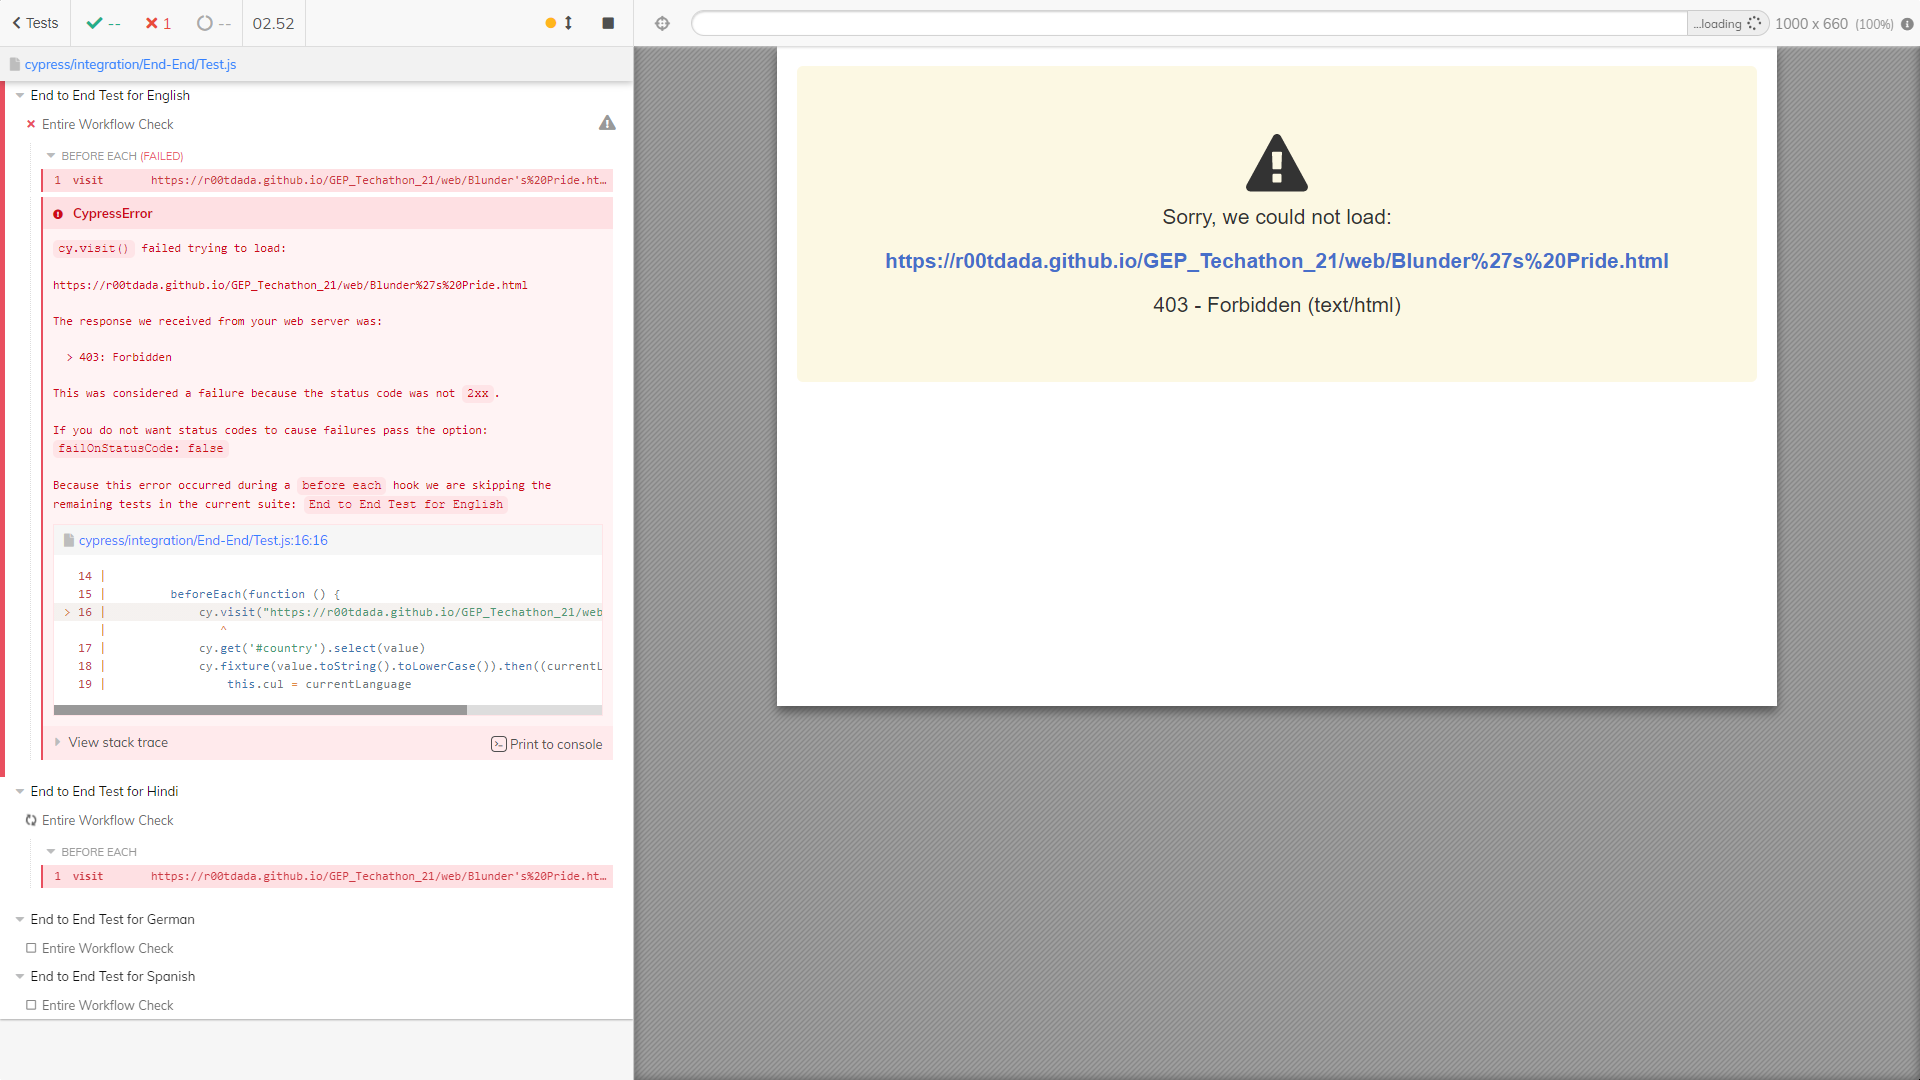 Tests -- 1 -- 02.52
...loading 1000 x 660 (100%)
cypress/integration/End-End/Test.js
End to End Test for English
Entire Workflow Check
BEFORE EACH (FAILED)
1 visit https://r00tdada.github.io/GEP_Techathon_21/web/Blunder's%20Pride.ht...
CypressError
cy.visit() failed trying to load:
https://r00tdada.github.io/GEP_Techathon_21/web/Blunder%27s%20Pride.html
The response we received from your web server was:
> 403: Forbidden
This was considered a failure because the status code was not 2xx.
If you do not want status codes to cause failures pass the option:
failOnStatusCode: false
Because this error occurred during a before each hook we are skipping the
remaining tests in the current suite: End to End Test for English
cypress/integration/End-End/Test.js:16:16
14 |
15 | beforeEach(function () {
> 16 | cy.visit("https://r00tdada.github.io/GEP_Techathon_21/web
| ^
17 | cy.get('#country').select(value)
18 | cy.fixture(value.toString().toLowerCase()).then((currentL
19 | this.cul = currentLanguage
View stack trace
Print to console
End to End Test for Hindi
Entire Workflow Check
BEFORE EACH
1 visit https://r00tdada.github.io/GEP_Techathon_21/web/Blunder's%20Pride.ht...
End to End Test for German
Entire Workflow Check
End to End Test for Spanish
Entire Workflow Check
Sorry, we could not load:
https://r00tdada.github.io/GEP_Techathon_21/web/Blunder%27s%20Pride.html
403 - Forbidden (text/html)